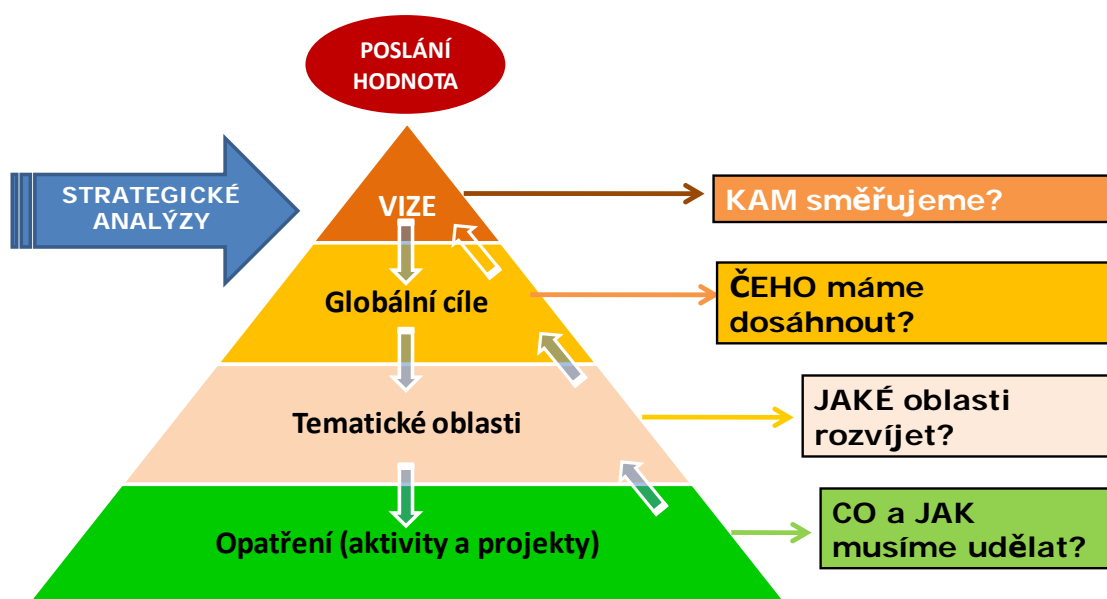 POSLÁNÍ
HODNOTA
STRATEGICKÉ
ANALÝZY
VIZE
KAM směřujeme?
Globální cíle
ČEHO máme
dosáhnout?
Tematické oblasti
JAKÉ oblasti
rozvíjet?
Opatření (aktivity a projekty)
CO a JAK
musíme udělat?